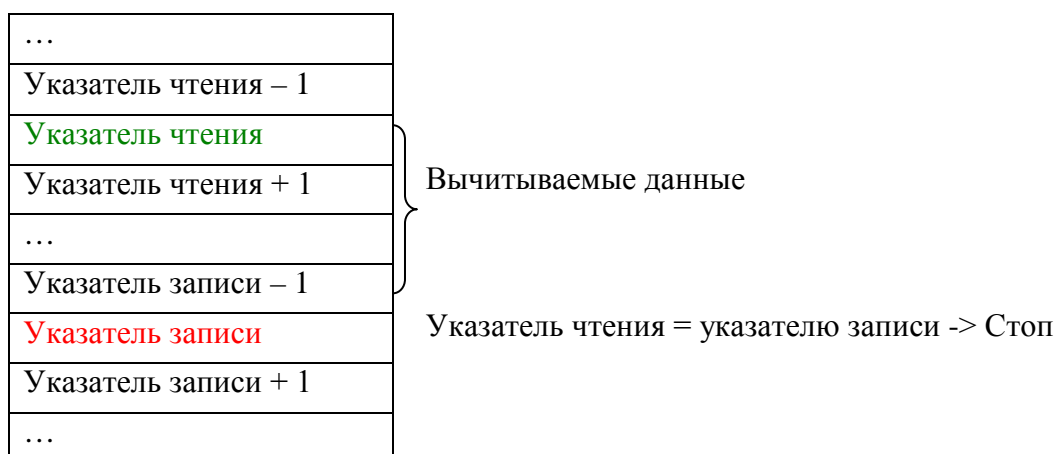 …
Указатель чтения – 1
Указатель чтения
Указатель чтения + 1
Вычитываемые данные
…
Указатель записи – 1
Указатель записи
Указатель чтения = указателю записи -> Стоп
Указатель записи + 1
…